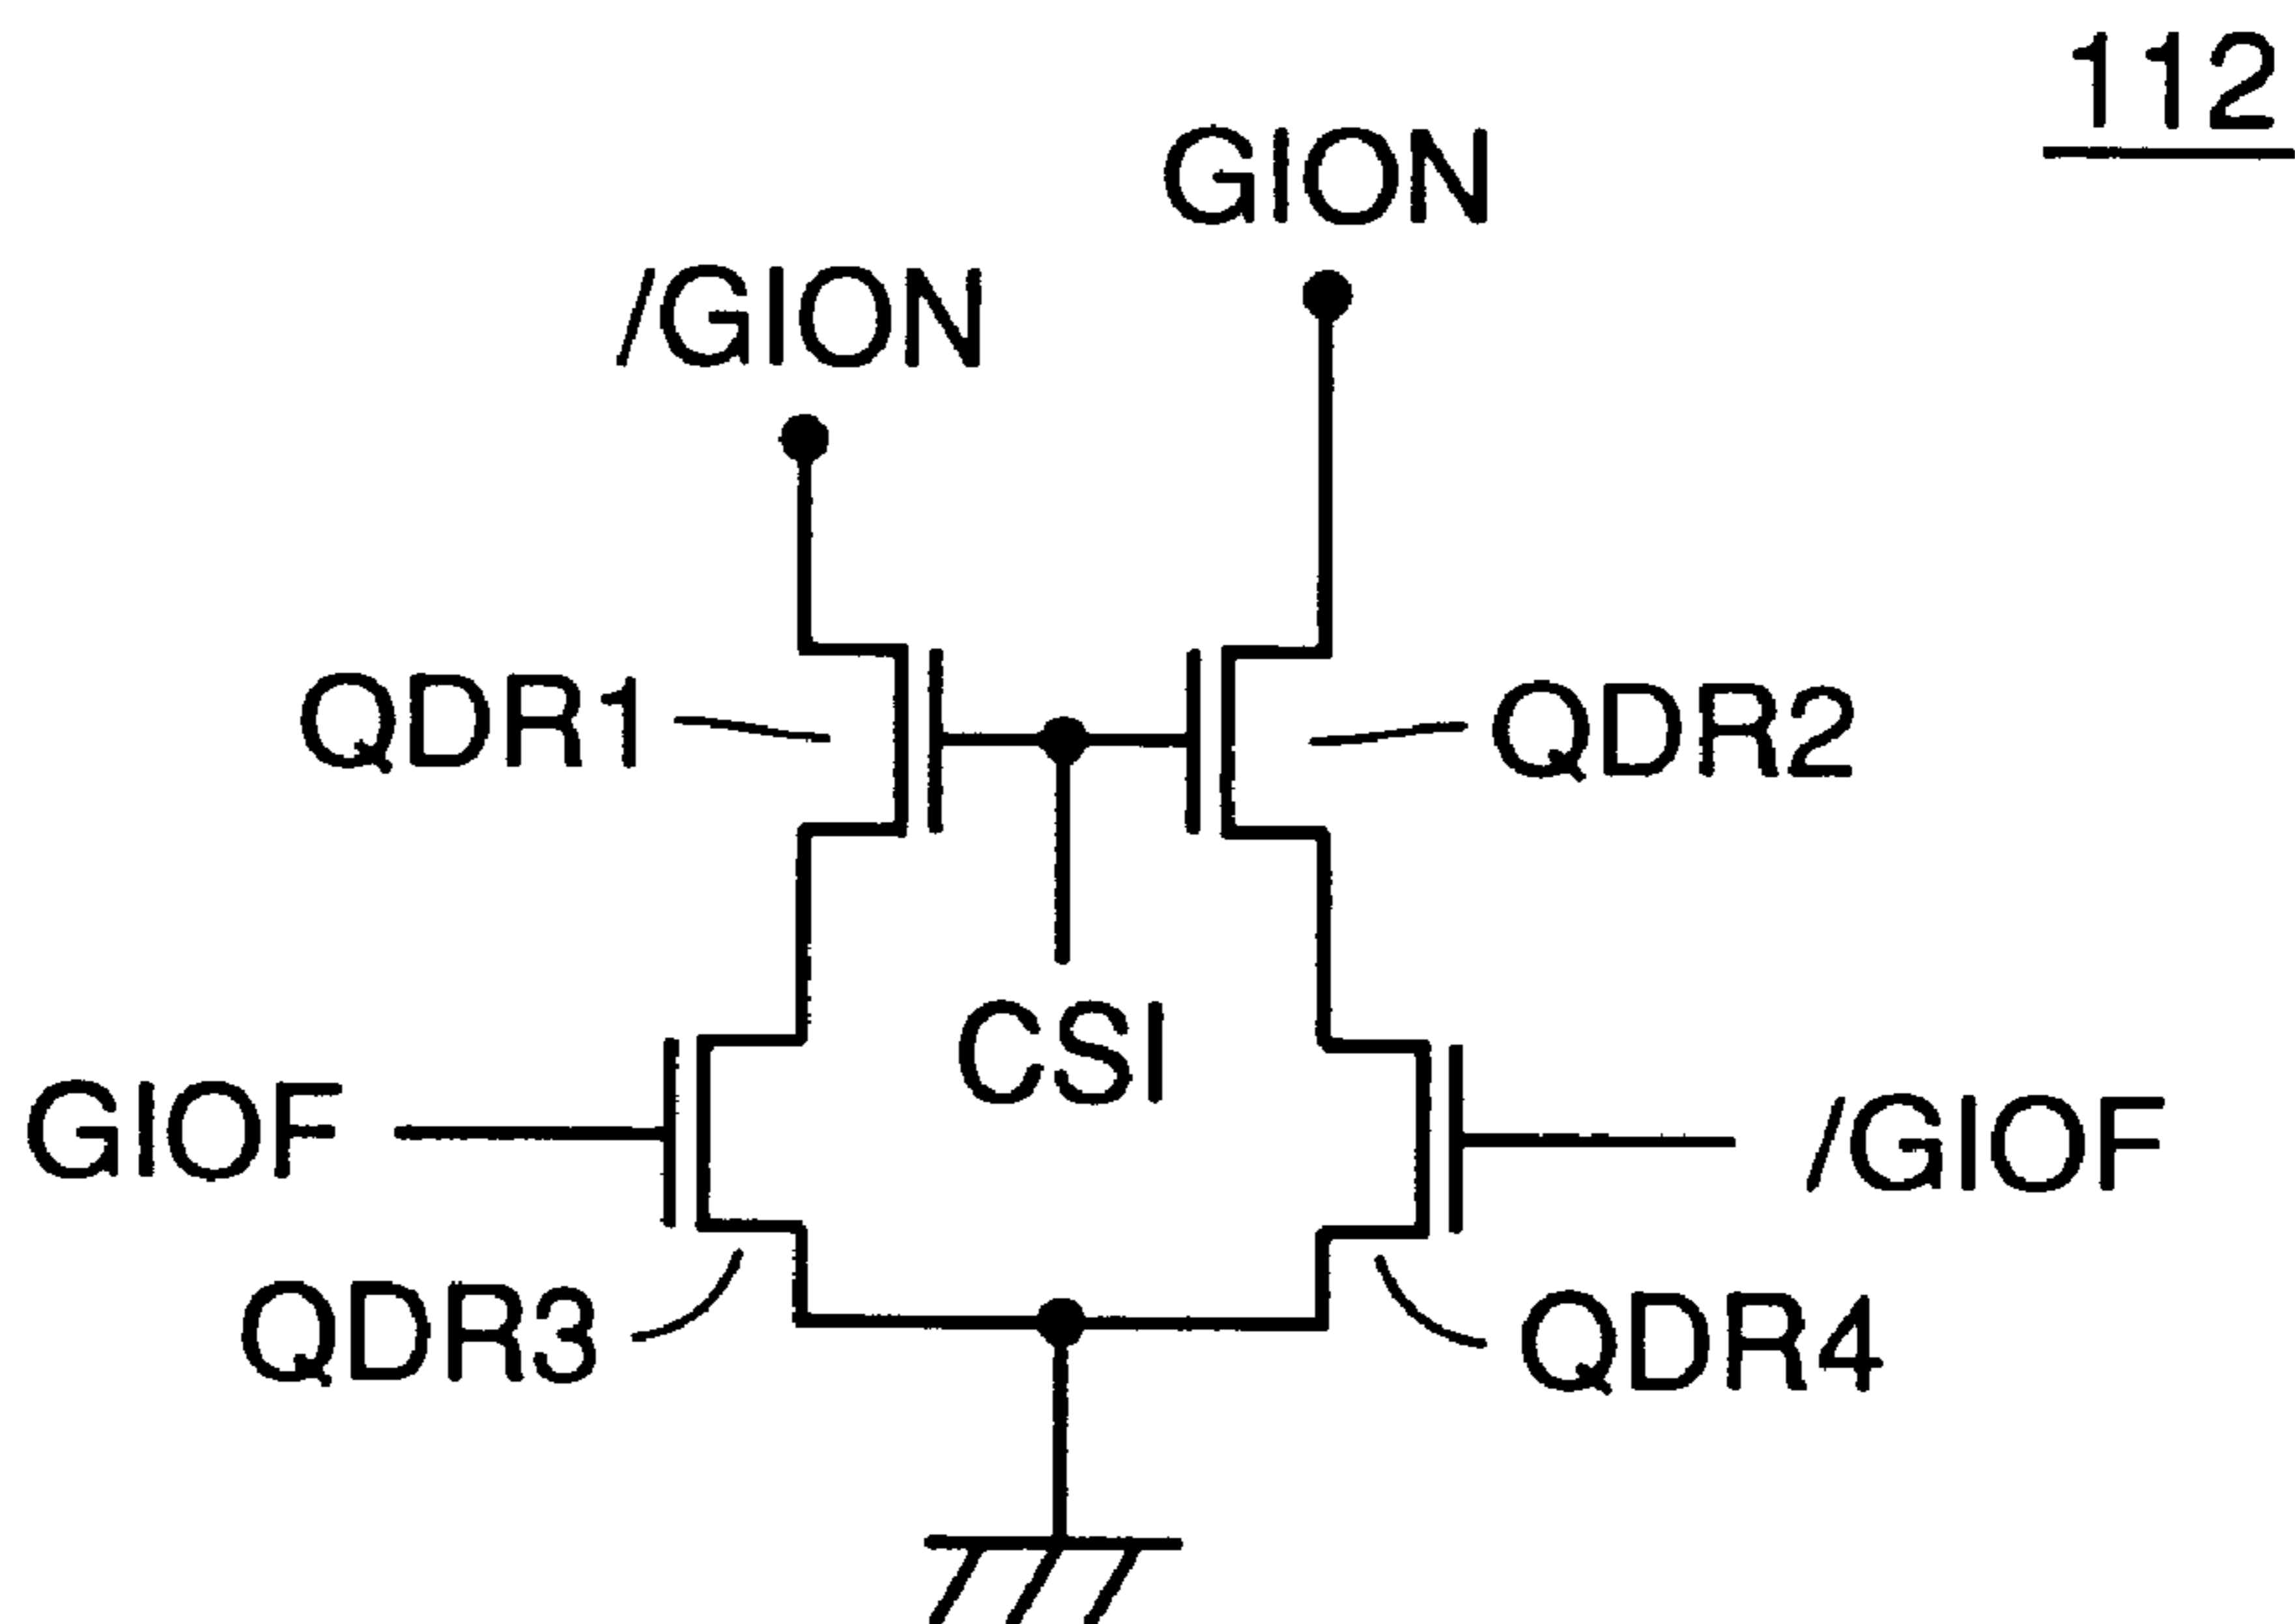 112
GION
/GION
QDR1
QDR2
CSI
GIOF
/GIOF
QDR3
QDR4